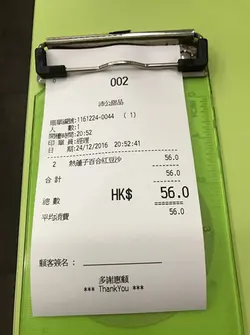 002
沙公甜品
賬單編號:1161224-0044 (1)
人 數:1
開檯時間:20:52
印 單 員:經理
日 期:24/12/2016 20:52:41
2 熱蓮子百合紅豆沙 56.0
合計 56.0
總數 HK$ 56.0
平均消費 56.0
顧客簽名:
多謝惠顧
*** ThankYou ***